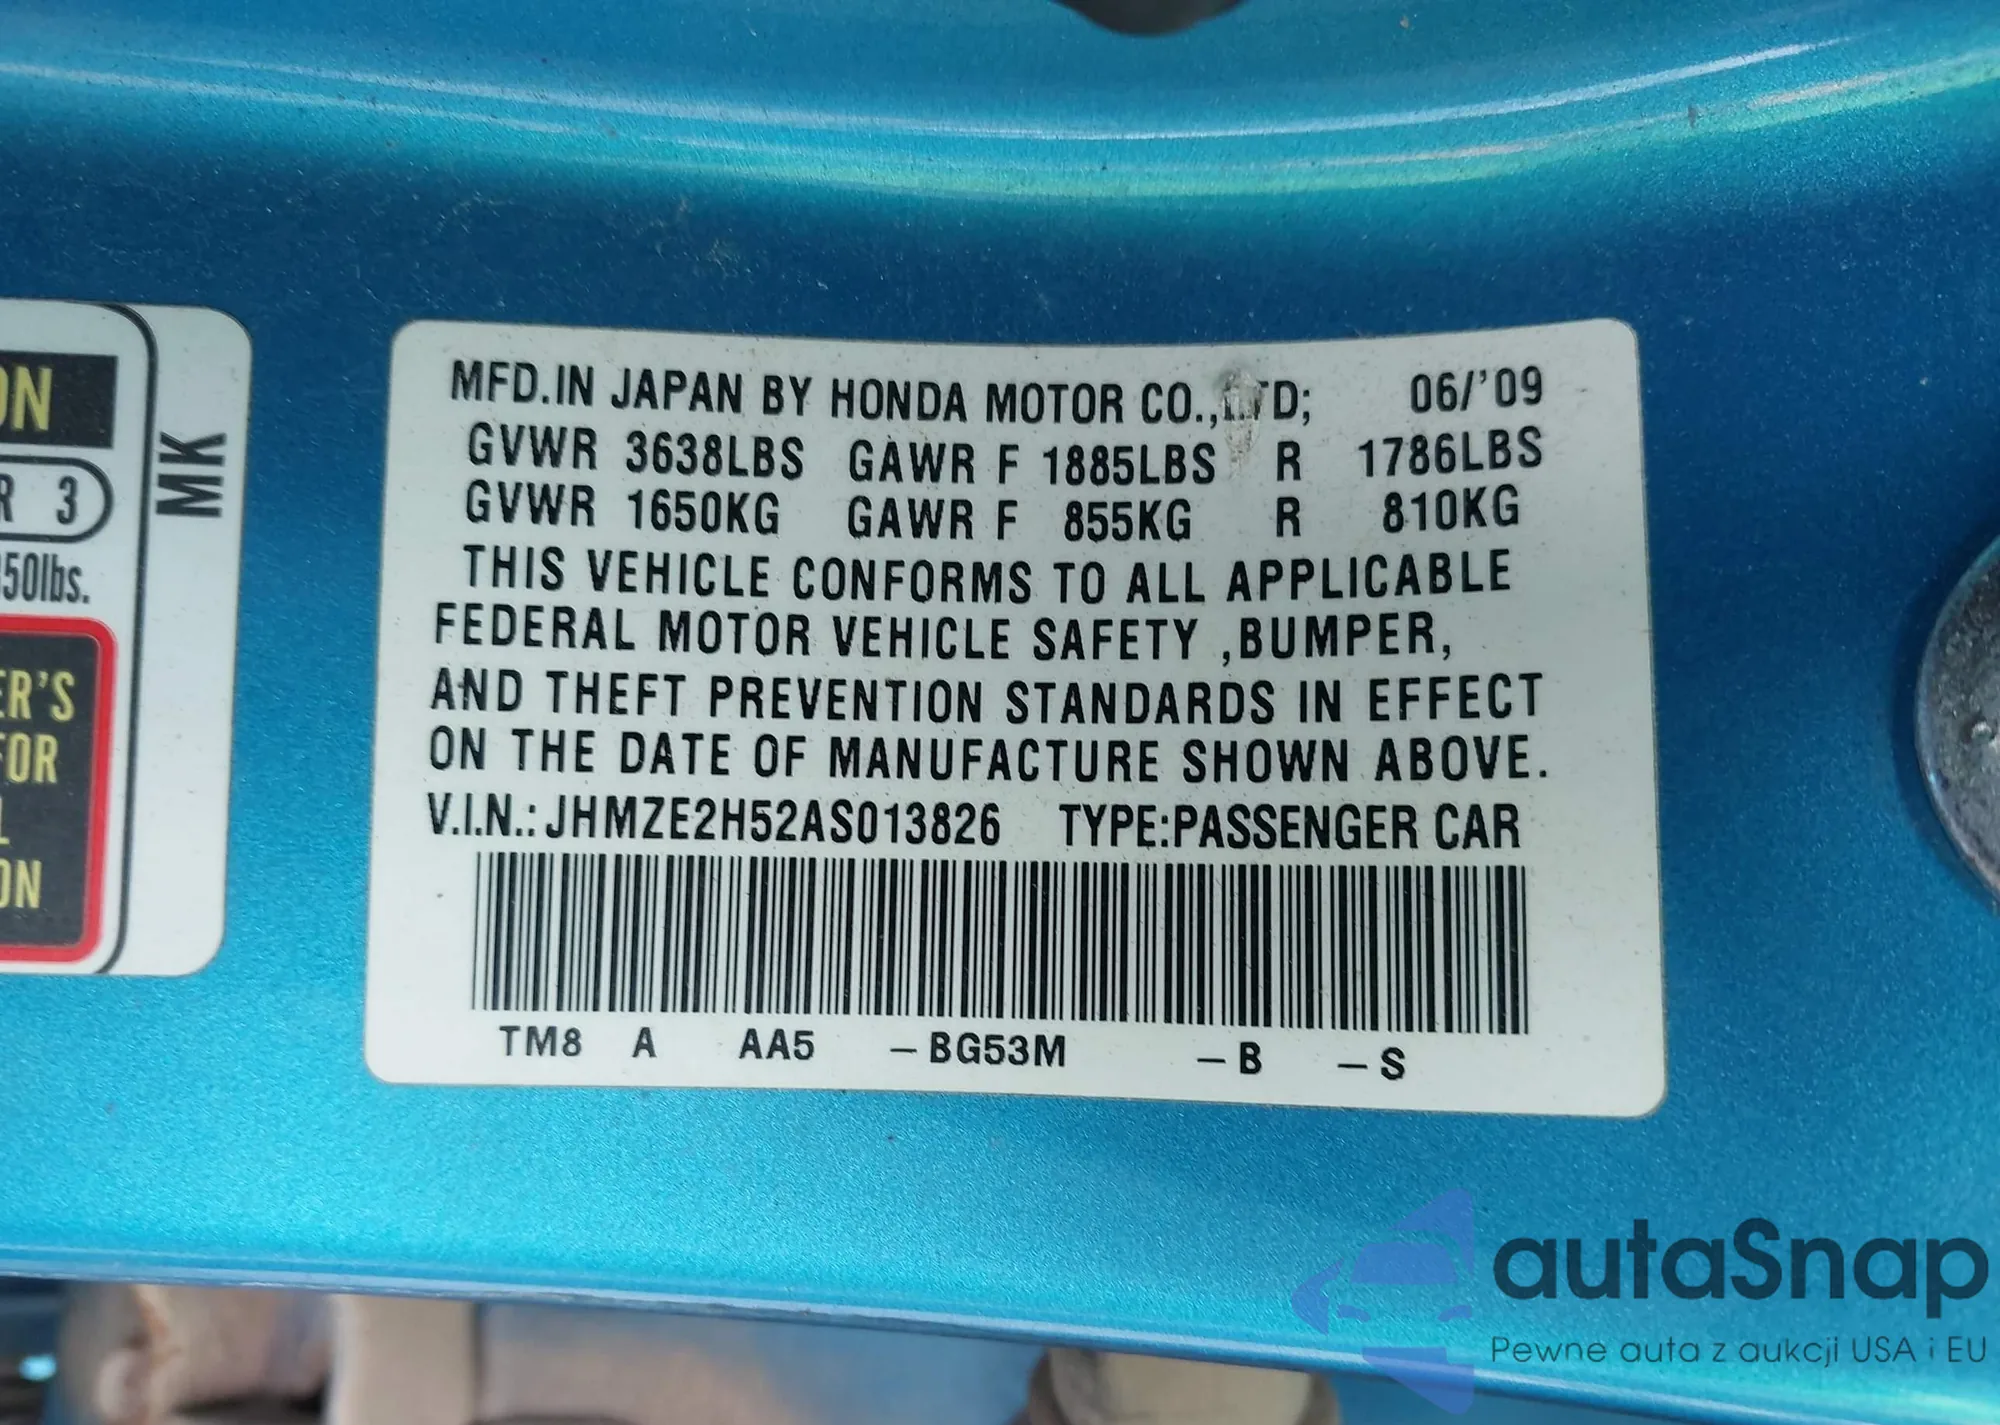 ON
R 3
50lbs.
ER'S
FOR
L
ON
MK
MFD.IN JAPAN BY HONDA MOTOR CO.,LTD; 06/'09
GVWR 3638LBS GAWR F 1885LBS R 1786LBS
GVWR 1650KG GAWR F 855KG R 810KG
THIS VEHICLE CONFORMS TO ALL APPLICABLE
FEDERAL MOTOR VEHICLE SAFETY ,BUMPER,
AND THEFT PREVENTION STANDARDS IN EFFECT
ON THE DATE OF MANUFACTURE SHOWN ABOVE.
V.I.N.: JHMZE2H52AS013826 TYPE:PASSENGER CAR
TM8 A AA5 –BG53M –B –S
autaSnap
Pewne auta z aukcji USA i EU